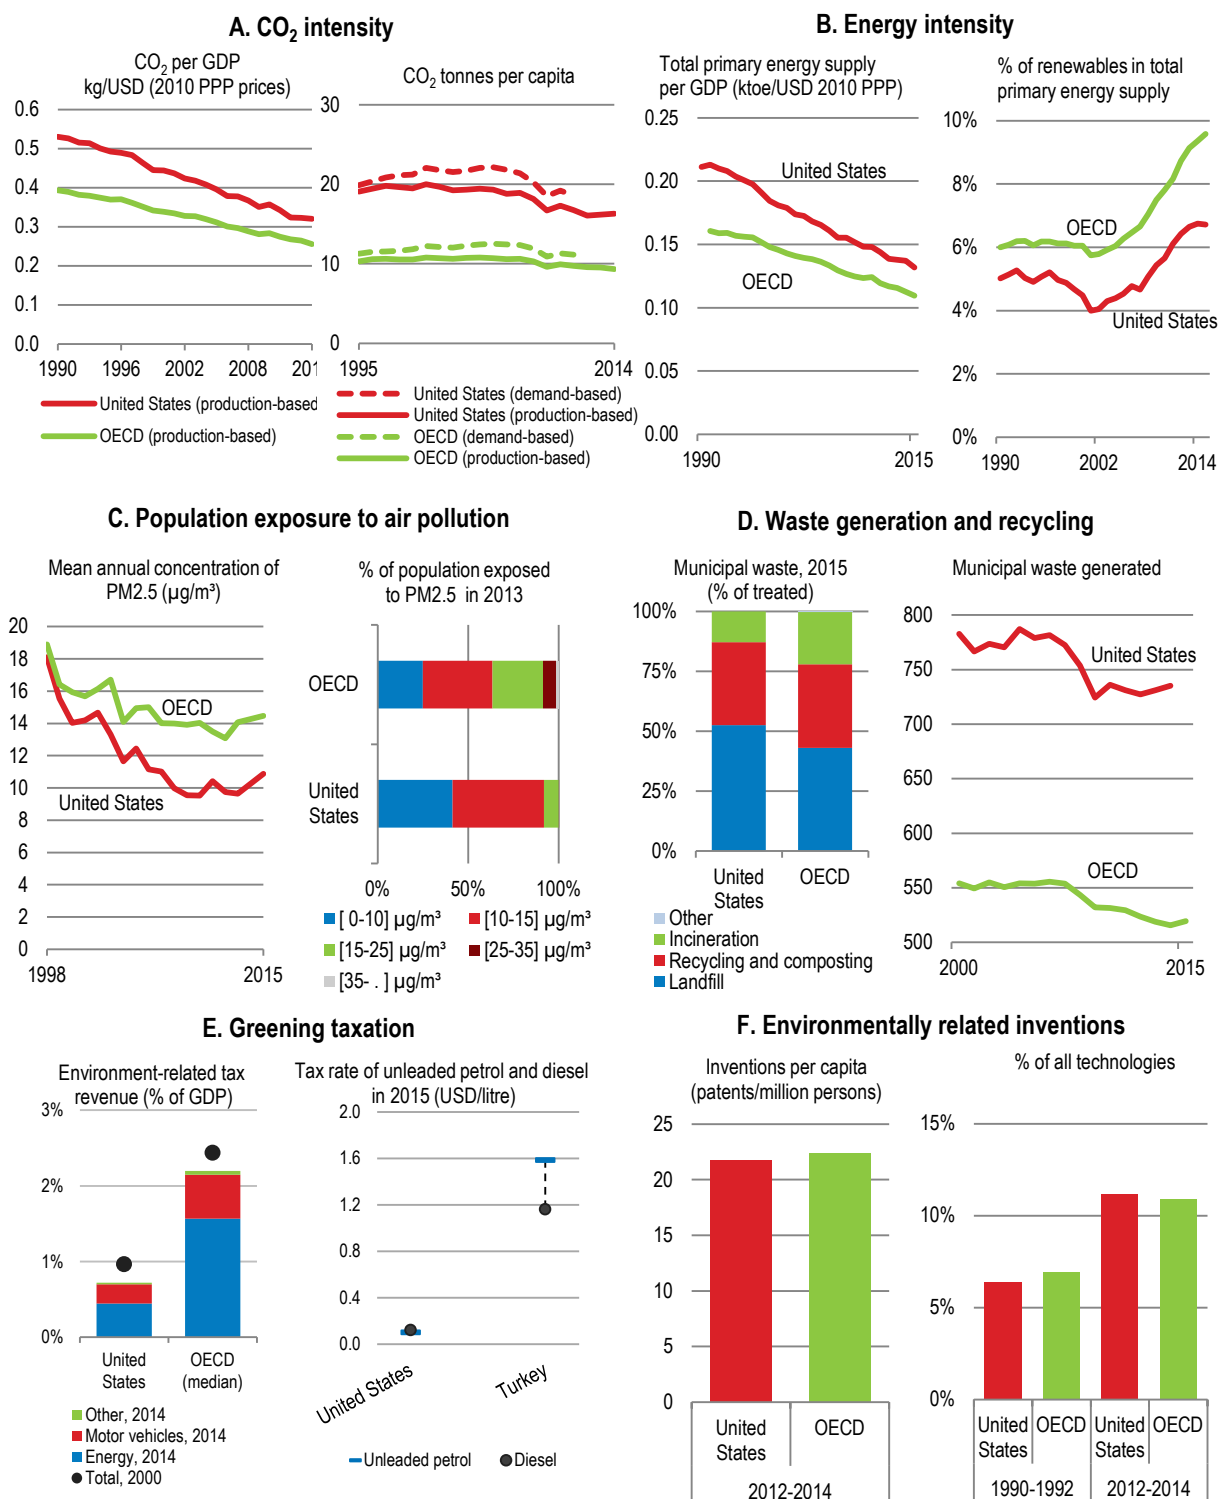 A. CO₂ intensity
CO₂ per GDP
kg/USD (2010 PPP prices)
0.6
0.5
0.4
0.3
0.2
0.1
0.0
1990 1996 2002 2008 201
United States (production-based
OECD (production-based)
CO₂ tonnes per capita
30
20
10
0
1995 2014
United States (demand-based)
United States (production-based)
OECD (demand-based)
OECD (production-based)
B. Energy intensity
Total primary energy supply
per GDP (ktoe/USD 2010 PPP)
0.25
0.20
0.15
0.10
0.05
0.00
United States
OECD
1990 2015
% of renewables in total
primary energy supply
10%
8%
6%
4%
2%
0%
OECD
United States
1990 2002 2014
C. Population exposure to air pollution
Mean annual concentration of
PM2.5 (µg/m³)
20
18
16
14
12
10
8
6
4
2
0
OECD
United States
1998 2015
% of population exposed
to PM2.5 in 2013
OECD
United
States
0% 50% 100%
[ 0-10] µg/m³ [10-15] µg/m³
[15-25] µg/m³ [25-35] µg/m³
[35- . ] µg/m³
D. Waste generation and recycling
Municipal waste, 2015
(% of treated)
100%
75%
50%
25%
0%
United
States
OECD
Other
Incineration
Recycling and composting
Landfill
Municipal waste generated
800
750
700
650
600
550
500
United States
OECD
2000 2015
E. Greening taxation
Environment-related tax
revenue (% of GDP)
3%
2%
1%
0%
United
States
OECD
(median)
Other, 2014
Motor vehicles, 2014
Energy, 2014
Total, 2000
Tax rate of unleaded petrol and diesel
in 2015 (USD/litre)
2.0
1.6
1.2
0.8
0.4
0.0
United States
Turkey
Unleaded petrol Diesel
F. Environmentally related inventions
Inventions per capita
(patents/million persons)
25
20
15
10
5
0
United
States
OECD
2012-2014
% of all technologies
15%
10%
5%
0%
United
States
OECD
United
States
OECD
1990-1992 2012-2014